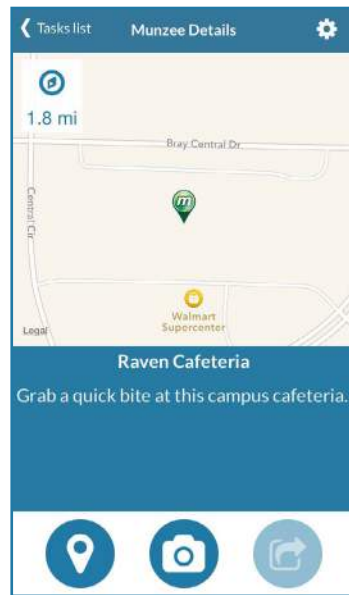 Tasks list
Munzee Details
1.8 mi
Bray Central Dr.
Central Cir
m
Walmart
Supercenter
Legal
Raven Cafeteria
Grab a quick bite at this campus cafeteria.